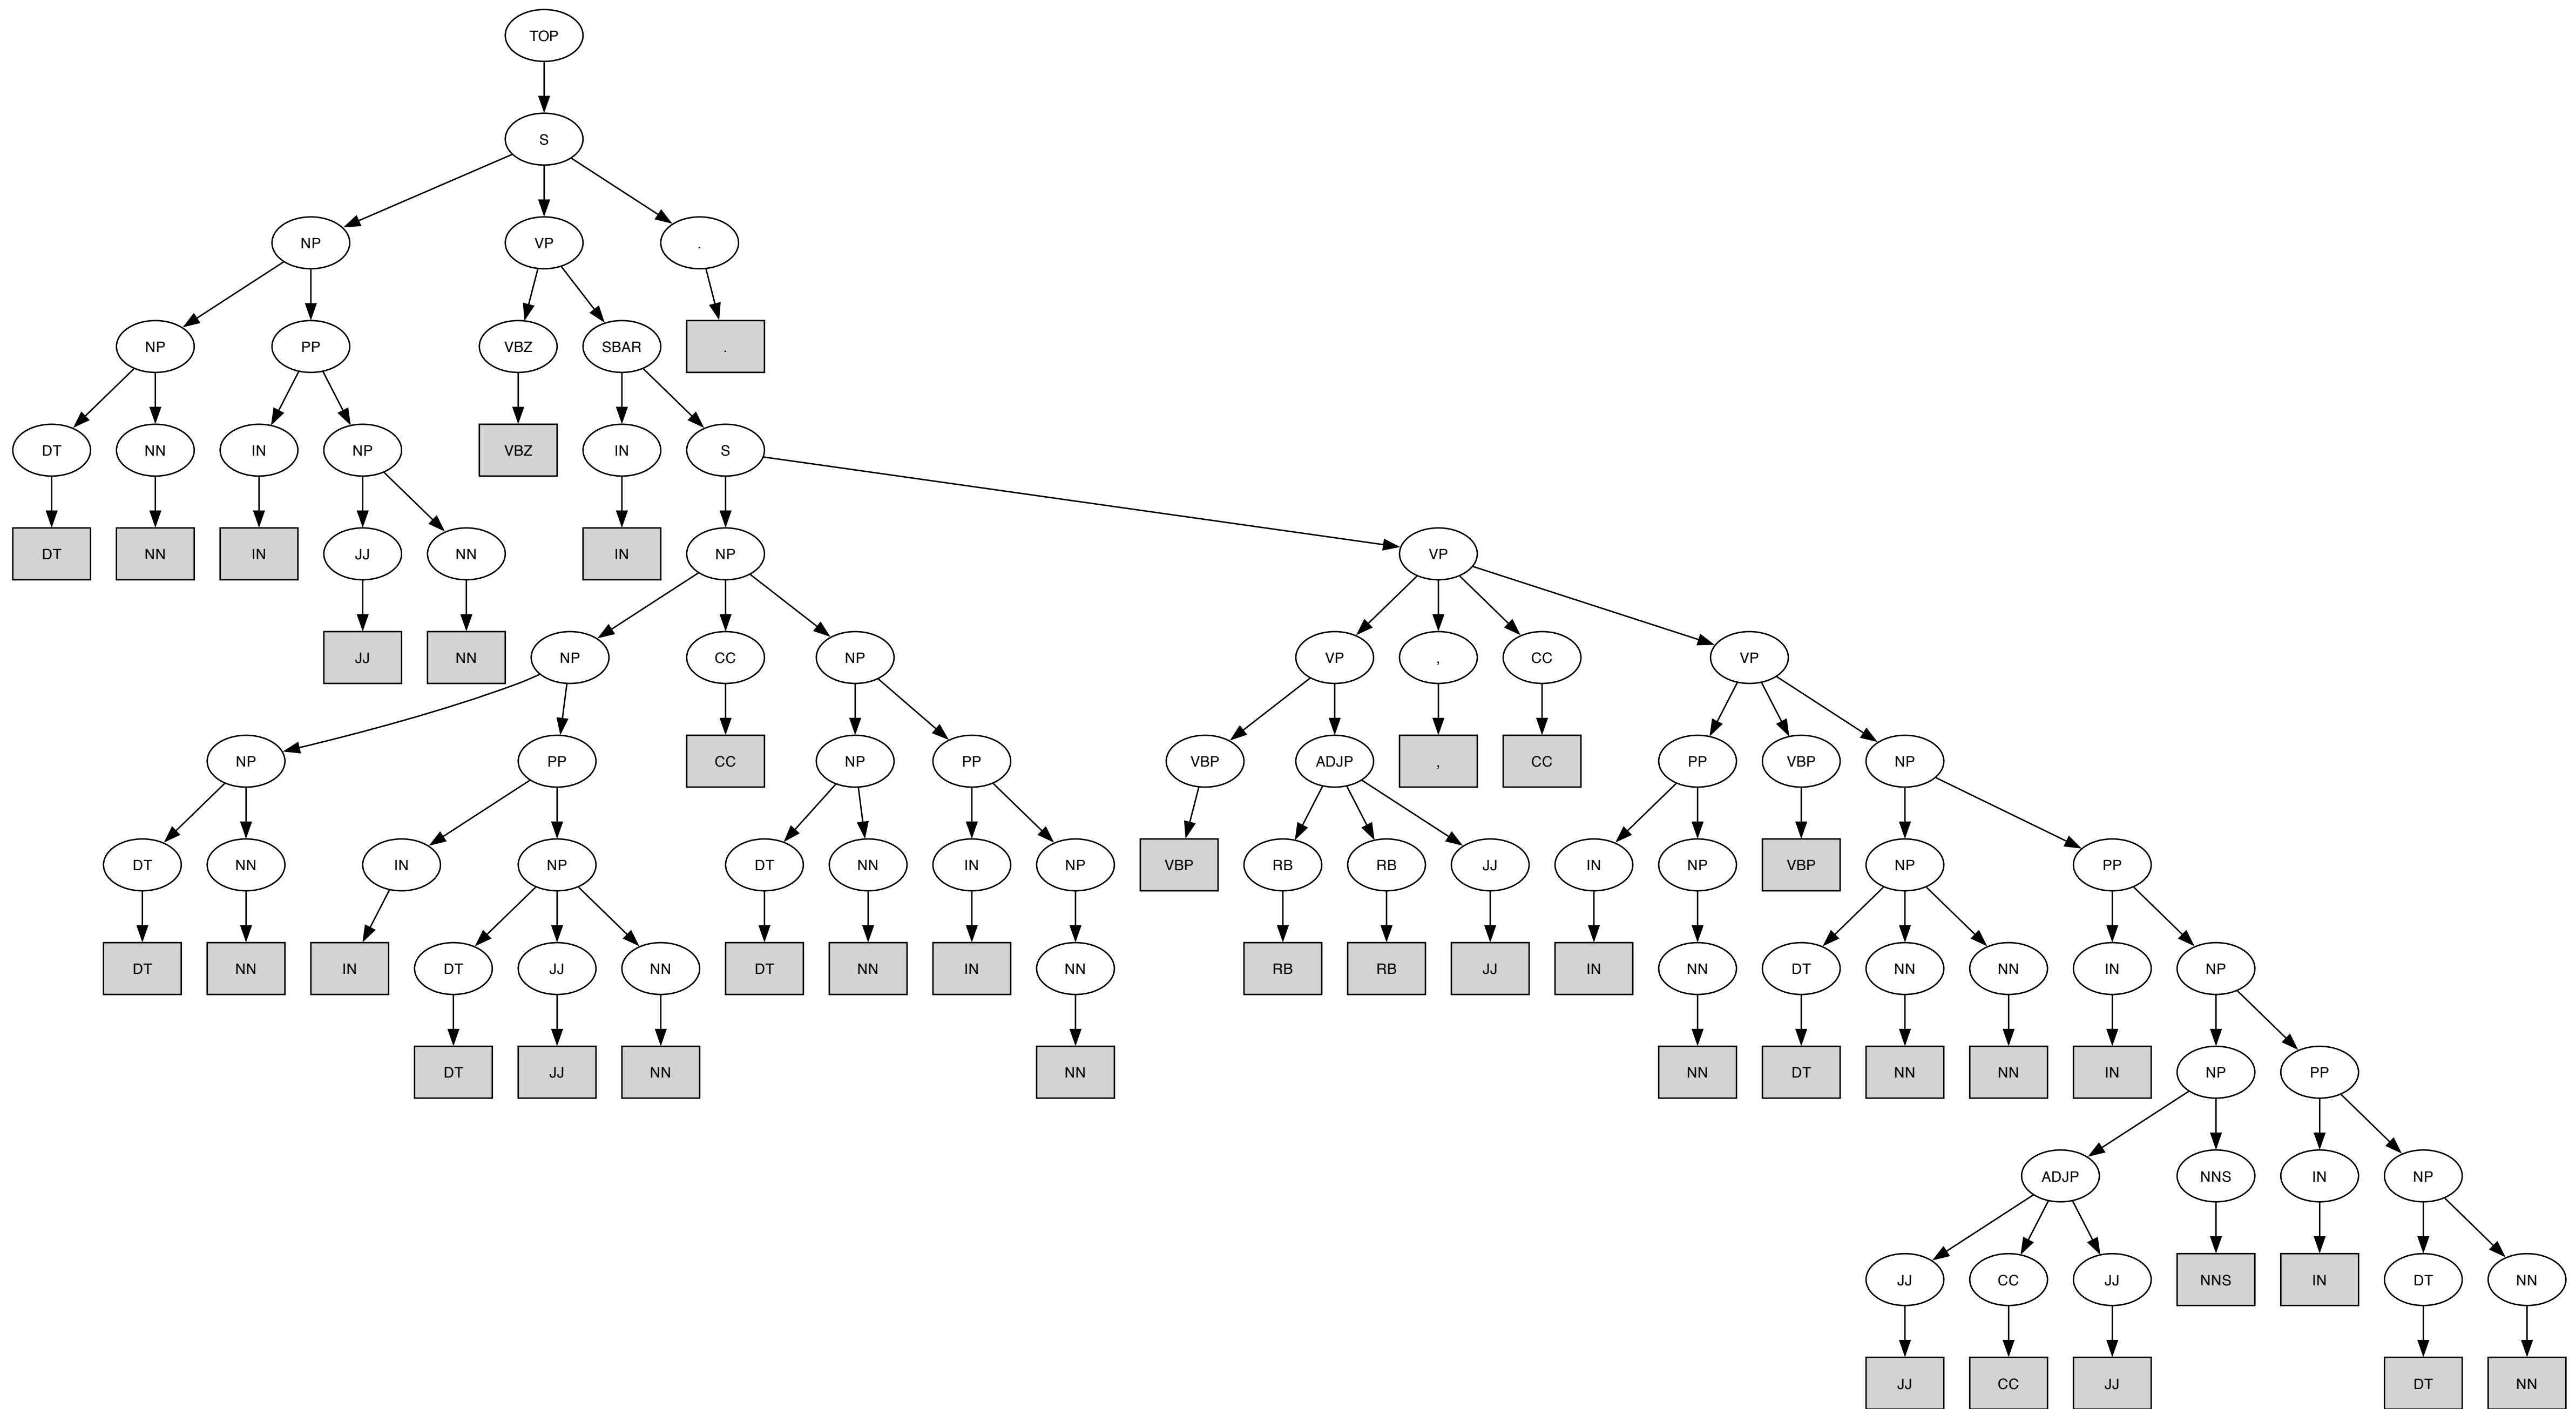 TOP
S
NP VP .
NP PP VBZ SBAR .
DT NN IN NP VBZ IN S
DT NN IN JJ NN IN NP VP
JJ NN NP CC NP VP , CC VP
NP PP CC NP PP VBP ADJP , CC PP VBP NP
DT NN IN NP DT NN IN NP VBP RB RB JJ IN NP VBP NP PP
DT NN IN DT JJ NN DT NN IN NN RB RB JJ IN NN DT NN NN IN NP
DT JJ NN NN NN DT NN NN IN NP PP
ADJP NNS IN NP
JJ CC JJ NNS IN DT NN
JJ CC JJ DT NN